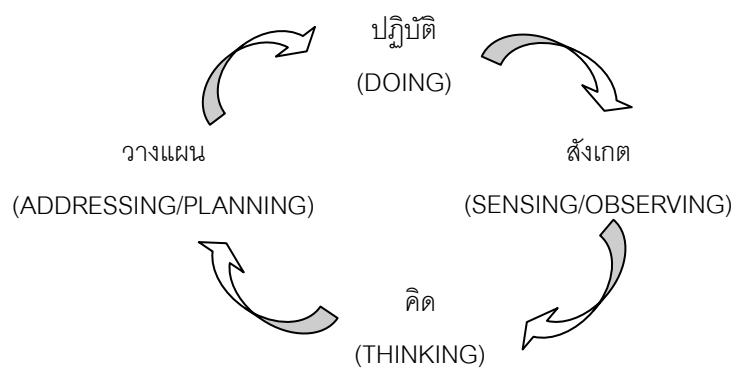 ปฏิบัติ
(DOING)
วางแผน
(ADDRESSING/PLANNING)
สังเกต
(SENSING/OBSERVING)
คิด
(THINKING)